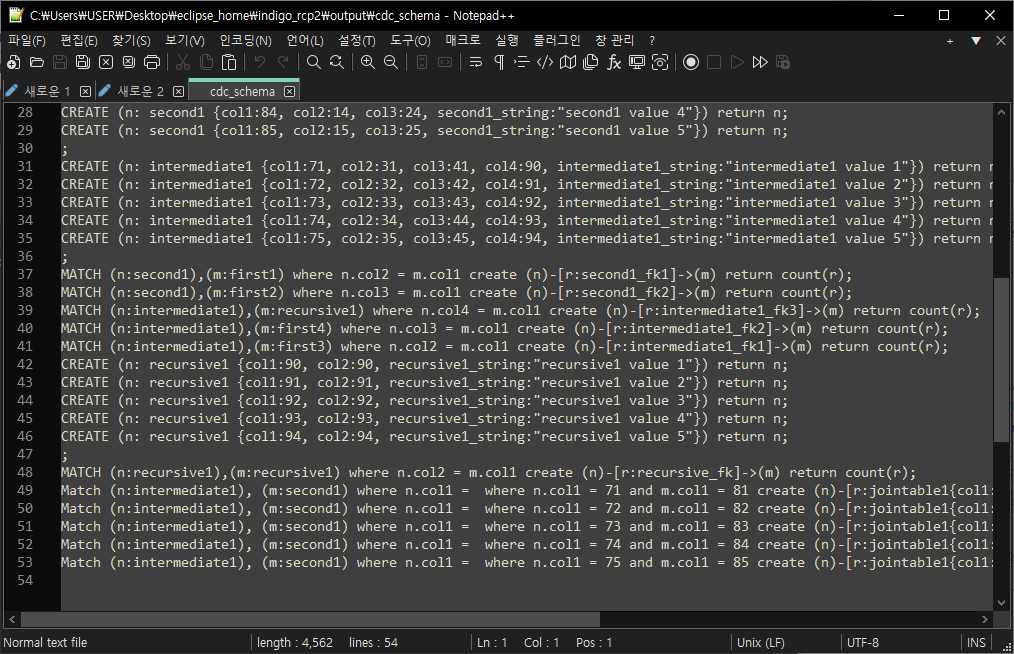 C:₩Users₩USER₩Desktop₩eclipse_home₩indigo_rcp2₩output₩cdc_schema - Notepad++
파일(F) 편집(E) 찾기(S) 보기(V) 인코딩(N) 언어(L) 설정(T) 도구(O) 매크로 실행 플러그인 창 관리 ?
새로운 1 새로운 2 cdc_schema
28 CREATE (n: second1 {col1:84, col2:14, col3:24, second1_string:"second1 value 4"}) return n;
29 CREATE (n: second1 {col1:85, col2:15, col3:25, second1_string:"second1 value 5"}) return n;
30 ;
31 CREATE (n: intermediate1 {col1:71, col2:31, col3:41, col4:90, intermediate1_string:"intermediate1 value 1"}) return n
32 CREATE (n: intermediate1 {col1:72, col2:32, col3:42, col4:91, intermediate1_string:"intermediate1 value 2"}) return n
33 CREATE (n: intermediate1 {col1:73, col2:33, col3:43, col4:92, intermediate1_string:"intermediate1 value 3"}) return n
34 CREATE (n: intermediate1 {col1:74, col2:34, col3:44, col4:93, intermediate1_string:"intermediate1 value 4"}) return n
35 CREATE (n: intermediate1 {col1:75, col2:35, col3:45, col4:94, intermediate1_string:"intermediate1 value 5"}) return n
36 ;
37 MATCH (n:second1),(m:first1) where n.col2 = m.col1 create (n)-[r:second1_fk1]->(m) return count(r);
38 MATCH (n:second1),(m:first2) where n.col3 = m.col1 create (n)-[r:second1_fk2]->(m) return count(r);
39 MATCH (n:intermediate1),(m:recursive1) where n.col4 = m.col1 create (n)-[r:intermediate1_fk3]->(m) return count(r);
40 MATCH (n:intermediate1),(m:first4) where n.col3 = m.col1 create (n)-[r:intermediate1_fk2]->(m) return count(r);
41 MATCH (n:intermediate1),(m:first3) where n.col2 = m.col1 create (n)-[r:intermediate1_fk1]->(m) return count(r);
42 CREATE (n: recursive1 {col1:90, col2:90, recursive1_string:"recursive1 value 1"}) return n;
43 CREATE (n: recursive1 {col1:91, col2:91, recursive1_string:"recursive1 value 2"}) return n;
44 CREATE (n: recursive1 {col1:92, col2:92, recursive1_string:"recursive1 value 3"}) return n;
45 CREATE (n: recursive1 {col1:93, col2:93, recursive1_string:"recursive1 value 4"}) return n;
46 CREATE (n: recursive1 {col1:94, col2:94, recursive1_string:"recursive1 value 5"}) return n;
47 ;
48 MATCH (n:recursive1),(m:recursive1) where n.col2 = m.col1 create (n)-[r:recursive_fk]->(m) return count(r);
49 Match (n:intermediate1), (m:second1) where n.col1 =  where n.col1 = 71 and m.col1 = 81 create (n)-[r:jointable1{col1:
50 Match (n:intermediate1), (m:second1) where n.col1 =  where n.col1 = 72 and m.col1 = 82 create (n)-[r:jointable1{col1:
51 Match (n:intermediate1), (m:second1) where n.col1 =  where n.col1 = 73 and m.col1 = 83 create (n)-[r:jointable1{col1:
52 Match (n:intermediate1), (m:second1) where n.col1 =  where n.col1 = 74 and m.col1 = 84 create (n)-[r:jointable1{col1:
53 Match (n:intermediate1), (m:second1) where n.col1 =  where n.col1 = 75 and m.col1 = 85 create (n)-[r:jointable1{col1:
54
Normal text file length : 4,562 lines : 54 Ln : 1 Col : 1 Pos : 1 Unix (LF) UTF-8 INS